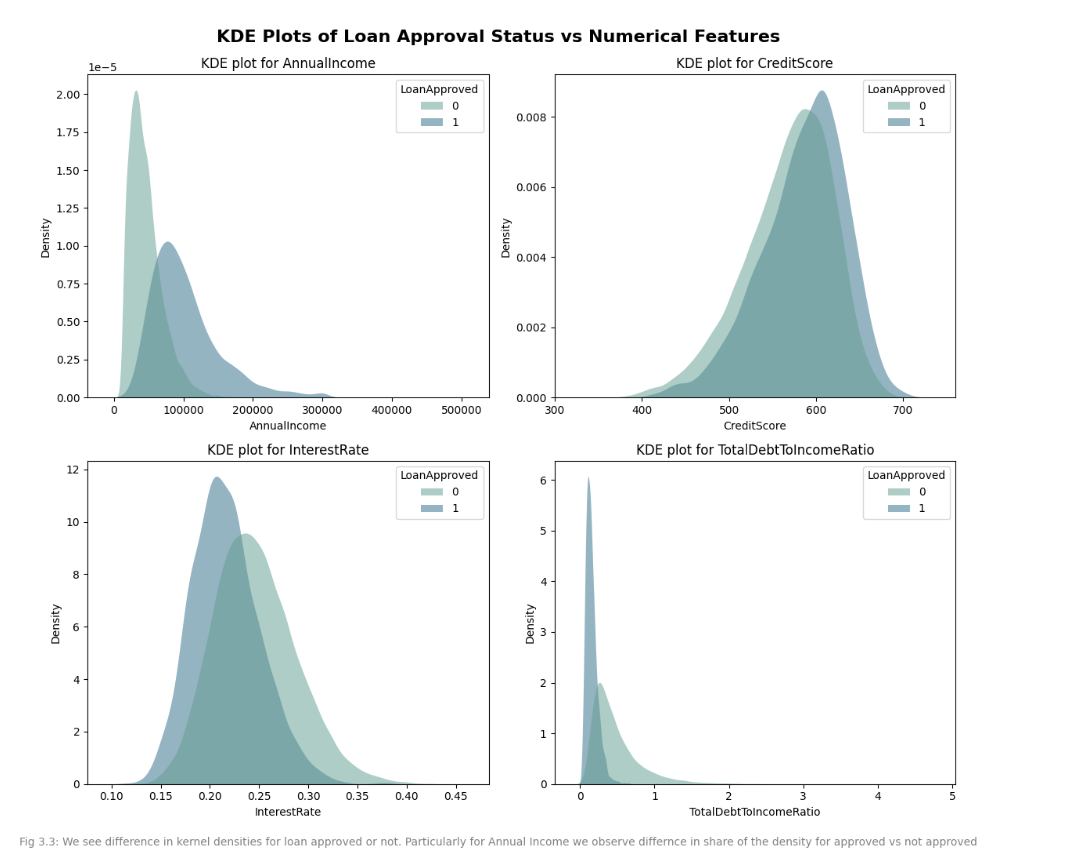 KDE Plots of Loan Approval Status vs Numerical Features
KDE plot for AnnualIncome
1e−5
LoanApproved
0
1
2.00
1.75
1.50
1.25
1.00
0.75
0.50
0.25
0.00
Density
0 100000 200000 300000 400000 500000
AnnualIncome
KDE plot for CreditScore
LoanApproved
0
1
0.008
0.006
0.004
0.002
0.000
Density
300 400 500 600 700
CreditScore
KDE plot for InterestRate
LoanApproved
0
1
12
10
8
6
4
2
0
Density
0.10 0.15 0.20 0.25 0.30 0.35 0.40 0.45
InterestRate
KDE plot for TotalDebtToIncomeRatio
LoanApproved
0
1
6
5
4
3
2
1
0
Density
0 1 2 3 4 5
TotalDebtToIncomeRatio
Fig 3.3: We see difference in kernel densities for loan approved or not. Particularly for Annual Income we observe differnce in share of the density for approved vs not approved